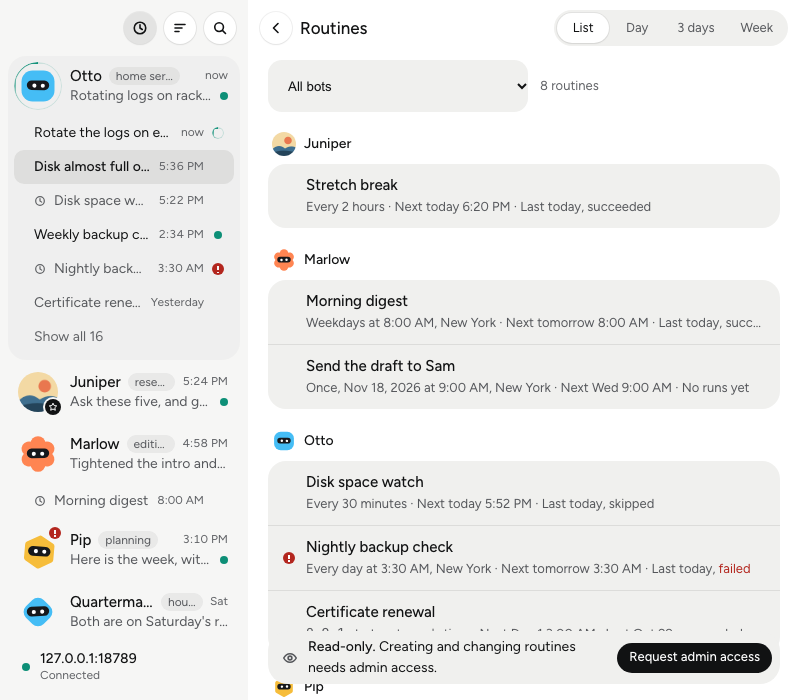 Otto home ser... now
Rotating logs on rack...
Rotate the logs on e... now
Disk almost full o... 5:36 PM
Disk space w... 5:22 PM
Weekly backup c... 2:34 PM
Nightly back... 3:30 AM
Certificate rene... Yesterday
Show all 16
Juniper rese... 5:24 PM
Ask these five, and g...
Marlow editi... 4:58 PM
Tightened the intro and...
Morning digest 8:00 AM
Pip planning 3:10 PM
Here is the week, wit...
Quarterma... hou... Sat
Both are on Saturday's r...
127.0.0.1:18789
Connected
Routines
List Day 3 days Week
All bots 8 routines
Juniper
Stretch break
Every 2 hours · Next today 6:20 PM · Last today, succeeded
Marlow
Morning digest
Weekdays at 8:00 AM, New York · Next tomorrow 8:00 AM · Last today, succ...
Send the draft to Sam
Once, Nov 18, 2026 at 9:00 AM, New York · Next Wed 9:00 AM · No runs yet
Otto
Disk space watch
Every 30 minutes · Next today 5:52 PM · Last today, skipped
Nightly backup check
Every day at 3:30 AM, New York · Next tomorrow 3:30 AM · Last today, failed
Certificate renewal
Read-only. Creating and changing routines
needs admin access.
Request admin access
Pip